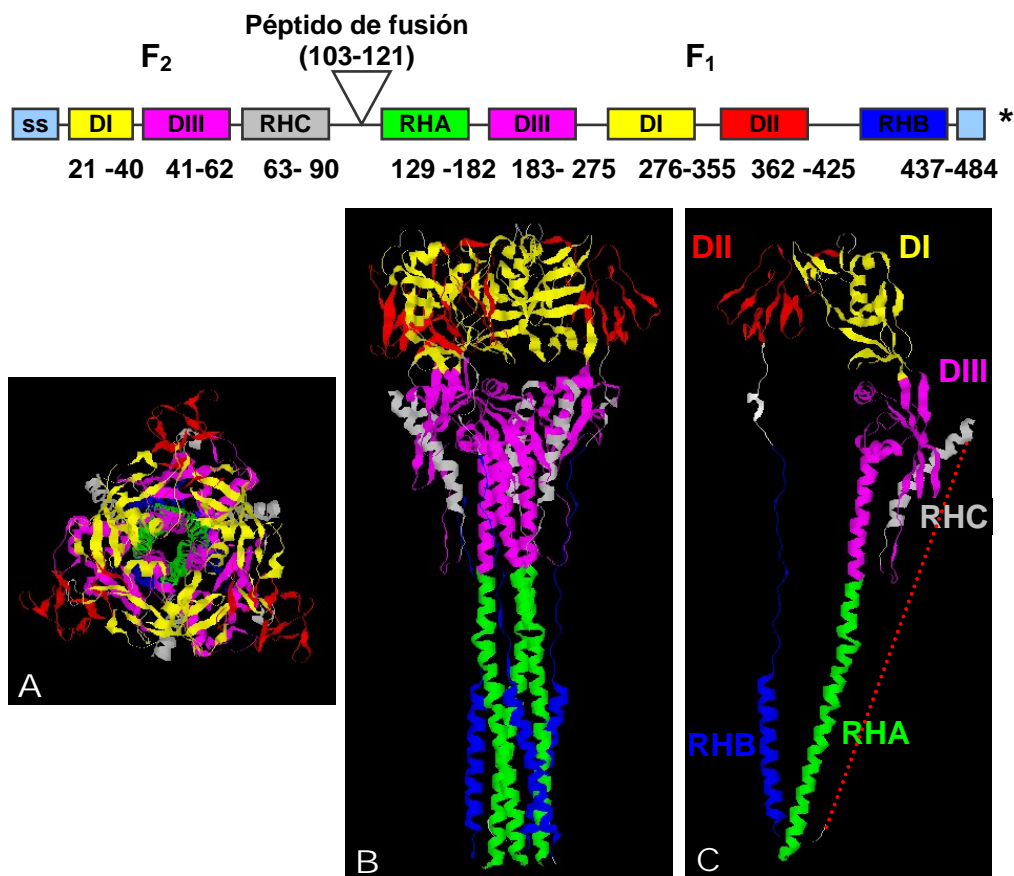 Péptido de fusión
(103-121)
F2 F1
ss DI DIII RHC RHA DIII DI DII RHB *
21 -40 41-62 63- 90 129 -182 183- 275 276-355 362 -425 437-484
DII DI
DIII
RHC
RHB RHA
A B C